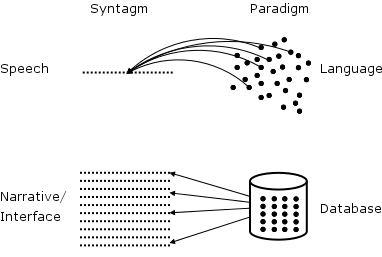 Syntagm Paradigm
Speech Language
Narrative/
Interface
Database